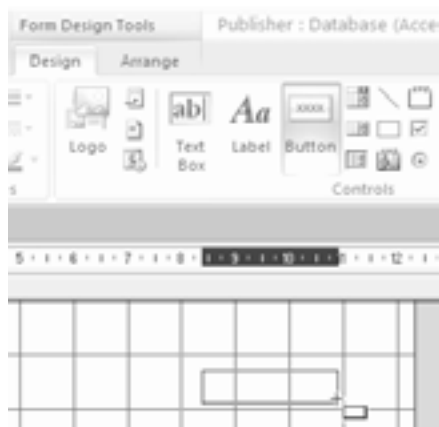 Form Design Tools Publisher : Database (Acce
Design Arrange
ab| Aa xxxx
Logo Text Box Label Button
Controls
5 6 7 8 9 10 11 12